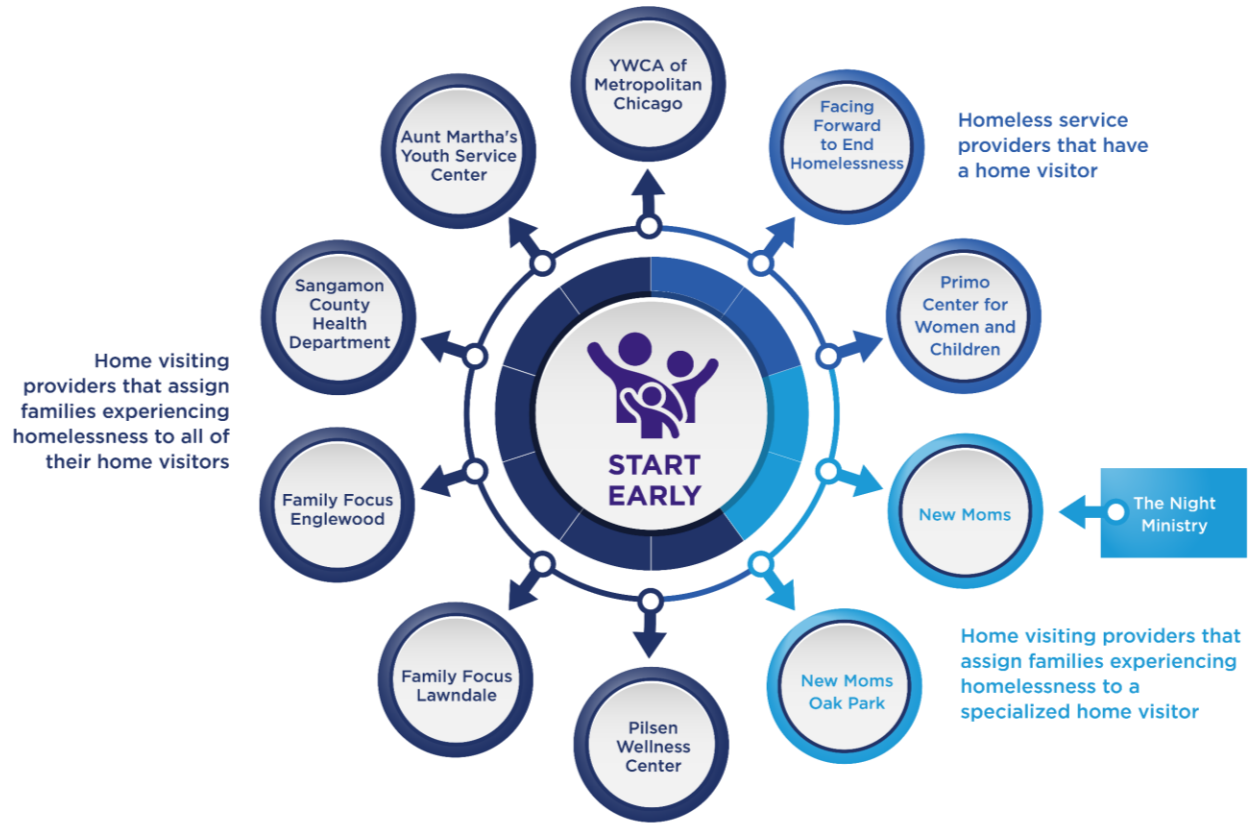 YWCA of
Metropolitan
Chicago
Facing
Forward
to End
Homelessness
Homeless service
providers that have
a home visitor
Aunt Martha's
Youth Service
Center
Primo
Center for
Women and
Children
Sangamon
County
Health
Department
Home visiting
providers that assign
families experiencing
homelessness to all of
their home visitors
START
EARLY
Family Focus
Englewood
New Moms
The Night
Ministry
Family Focus
Lawndale
Pilsen
Wellness
Center
New Moms
Oak Park
Home visiting providers that
assign families experiencing
homelessness to a
specialized home visitor